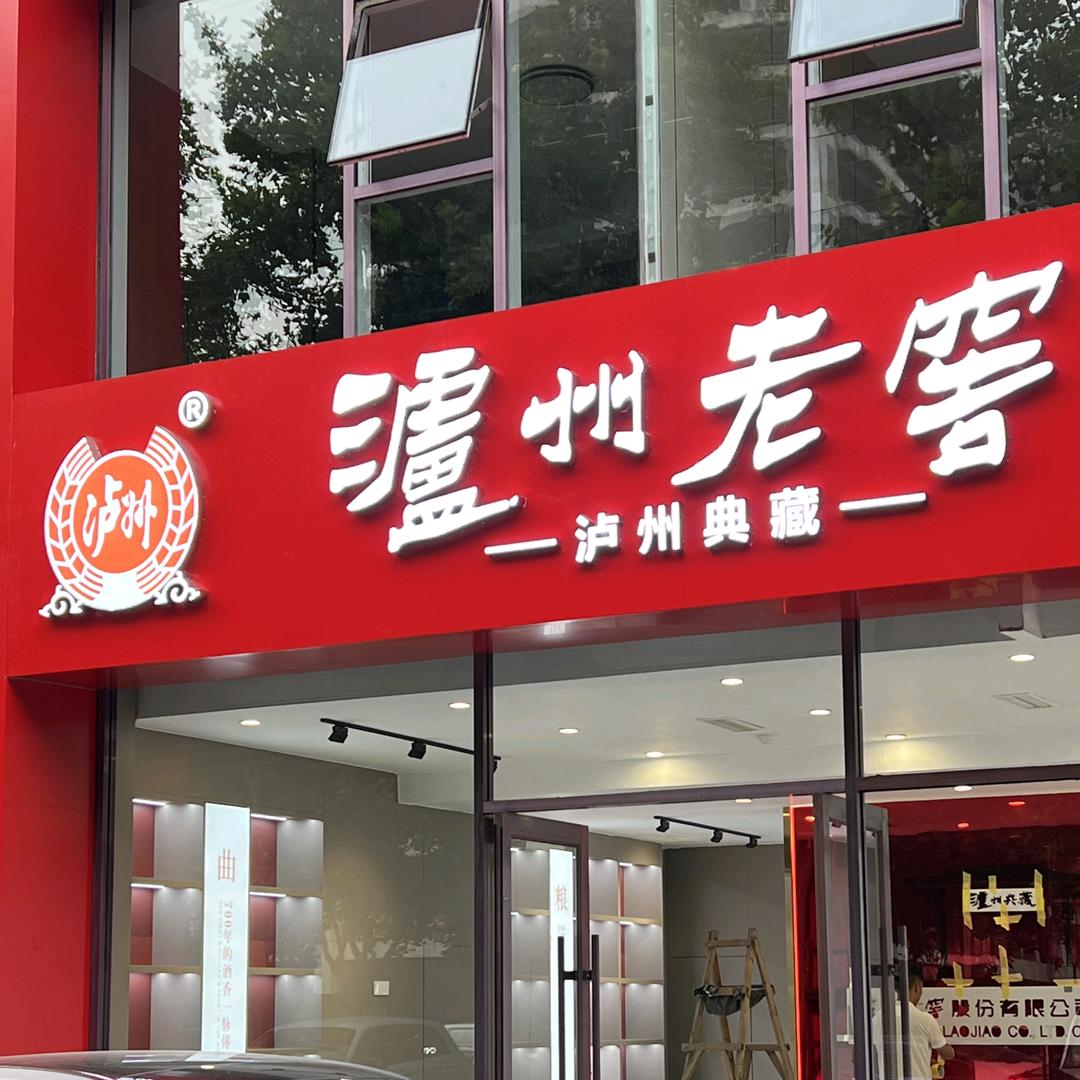 瀘州老窖
®
泸州
泸州典藏
曲
700年的酒香一脉傳
粮
瀘州典藏
窖股份有限公司
LAOJIAO CO., LTD.